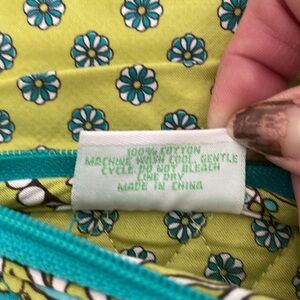 100% COTTON
MACHINE WASH COOL, GENTLE
CYCLE. DO NOT BLEACH
LINE DRY
MADE IN CHINA